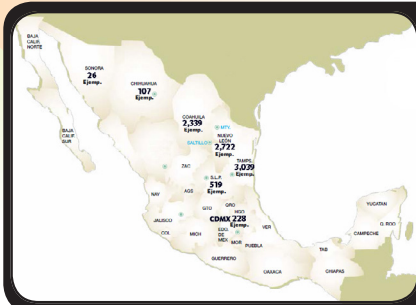 BAJA
CALIF.
NORTE
SONORA
26
Ejemp.
CHIHUAHUA
107
Ejemp.
COAHUILA
2,339
Ejemp.
MTY.
NUEVO
LEÓN
2,722
Ejemp.
SALTILLO
TAMPS.
3,039
Ejemp.
BAJA
CALIF.
SUR
ZAC
S.L.P.
519
Ejemp.
NAY
AGS
GTO
QRO
HGO
CDMX 228
Ejemp.
JALISCO
COL
MICH
EDO.
DE
MEX
MOR
PUEBLA
VER
GUERRERO
OAXACA
TAB
CHIAPAS
CAMPECHE
YUCATAN
Q. ROO